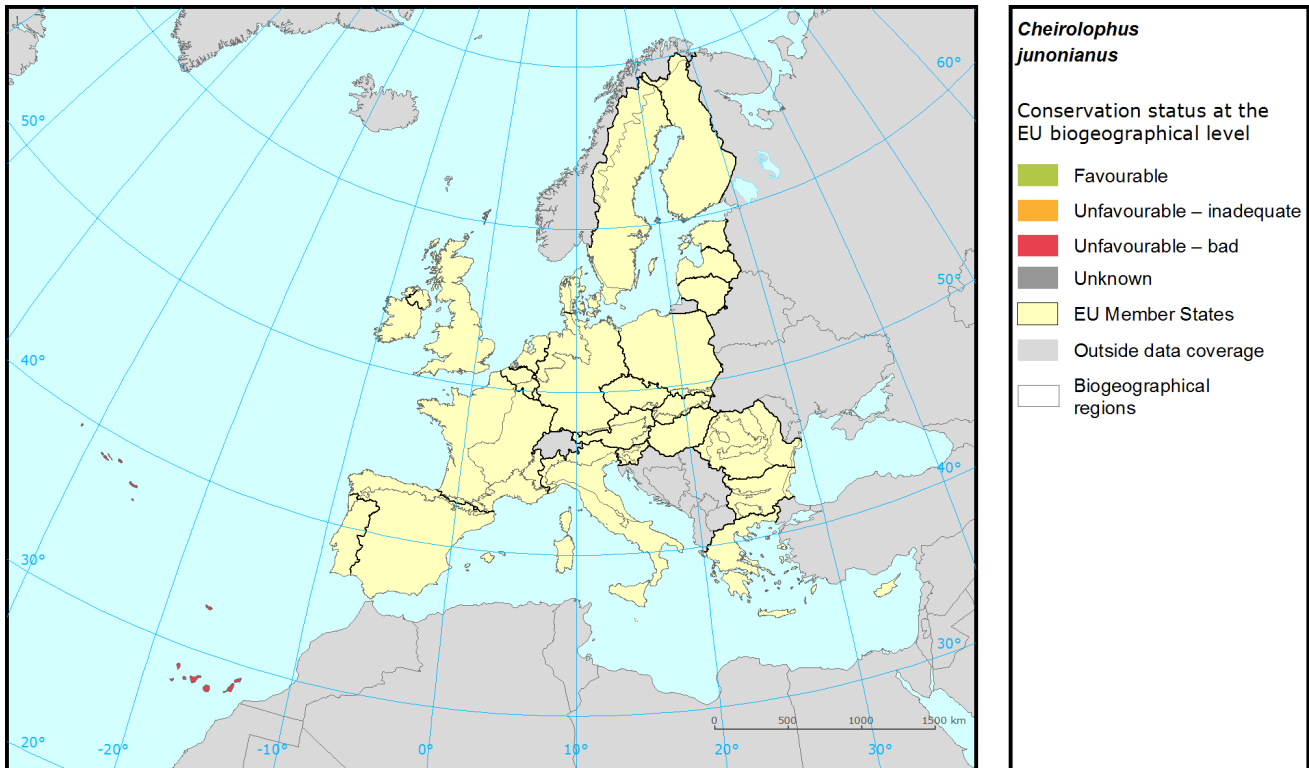 Cheirolophus
junonianus
Conservation status at the
EU biogeographical level
Favourable
Unfavourable – inadequate
Unfavourable – bad
Unknown
EU Member States
Outside data coverage
Biogeographical
regions
60°
50°
50°
40°
40°
30°
30°
0 500 1000 1500 km
20° -20° -10° 0° 10° 20° 30°